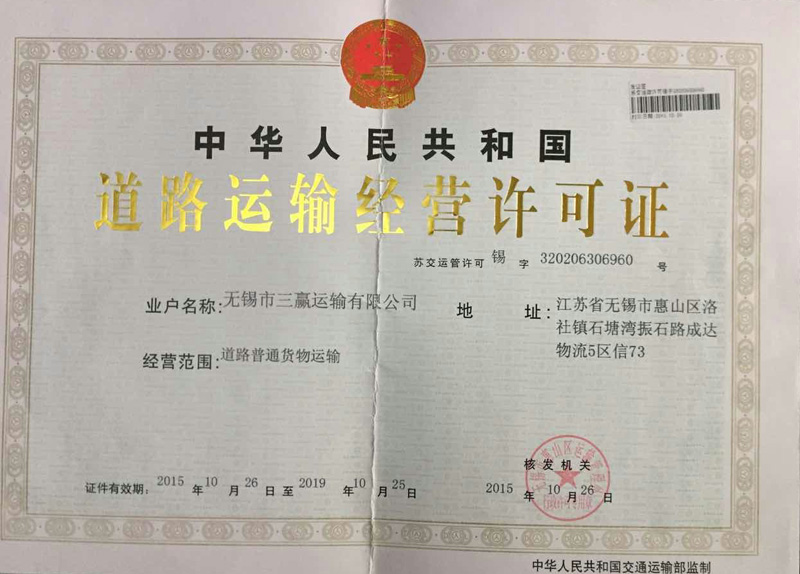 中华人民共和国
道路运输经营许可证
苏交运管许可 锡 字 320206306960 号
业户名称: 无锡市三赢运输有限公司
地 址: 江苏省无锡市惠山区洛
社镇石塘湾振石路成达
物流5区信73
经营范围: 道路普通货物运输
核发机关
证件有效期: 2015 年 10 月 26 日 至 2019 年 10 月 25 日
2015 年 10 月 26 日
中华人民共和国交通运输部监制